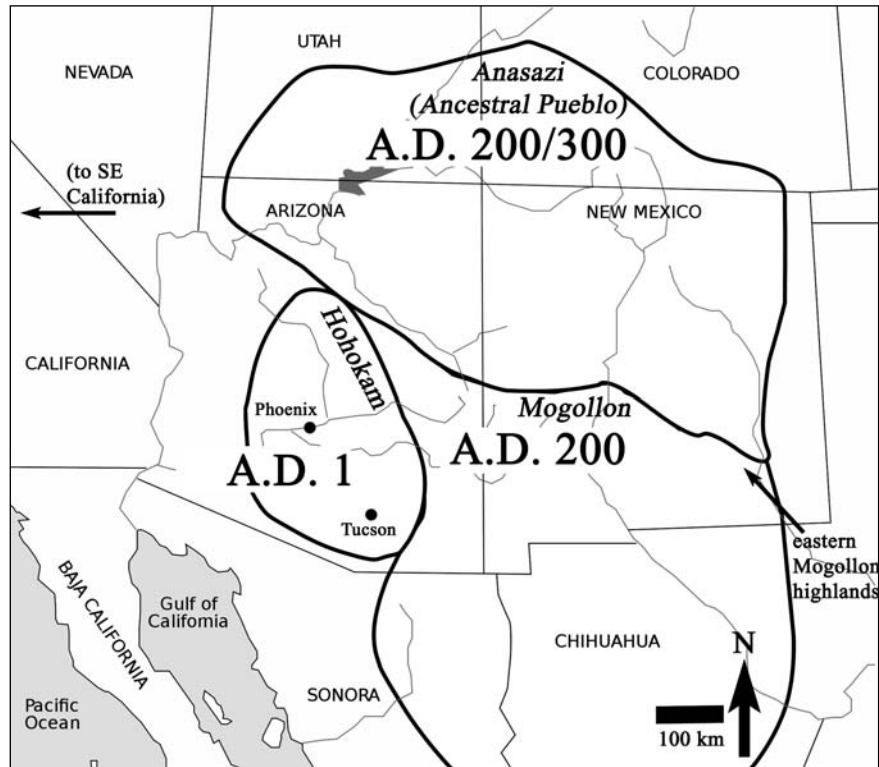 UTAH
NEVADA
COLORADO
Anasazi
(Ancestral Pueblo)
A.D. 200/300
(to SE
California)
ARIZONA
NEW MEXICO
CALIFORNIA
Hohokam
Phoenix
Mogollon
A.D. 200
A.D. 1
Tucson
eastern
Mogollon
highlands
BAJA CALIFORNIA
Gulf of
Califomia
CHIHUAHUA
N
SONORA
Pacific
Ocean
100 km